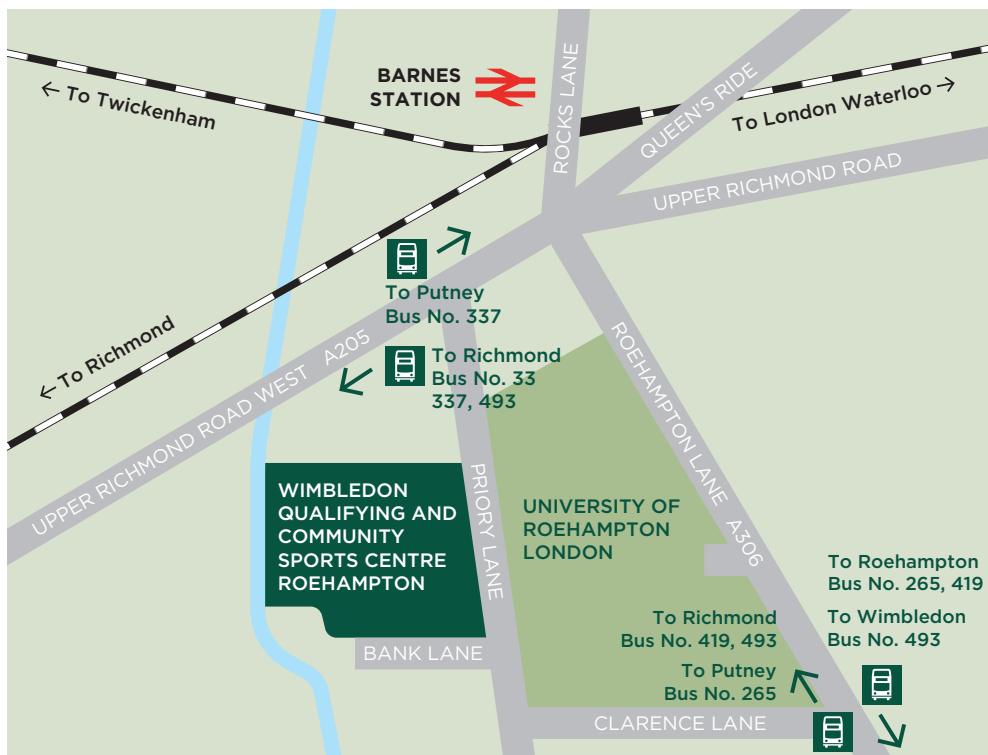 BARNES
STATION
← To Twickenham
To London Waterloo →
ROCKS LANE
QUEEN'S RIDE
UPPER RICHMOND ROAD
To Putney
Bus No. 337
← To Richmond
To Richmond
Bus No. 33
337, 493
UPPER RICHMOND ROAD WEST A205
ROEHAMPTON LANE A306
PRIORY LANE
WIMBLEDON
QUALIFYING AND
COMMUNITY
SPORTS CENTRE
ROEHAMPTON
UNIVERSITY OF
ROEHAMPTON
LONDON
To Roehampton
Bus No. 265, 419
To Wimbledon
Bus No. 493
To Richmond
Bus No. 419, 493
To Putney
Bus No. 265
BANK LANE
CLARENCE LANE